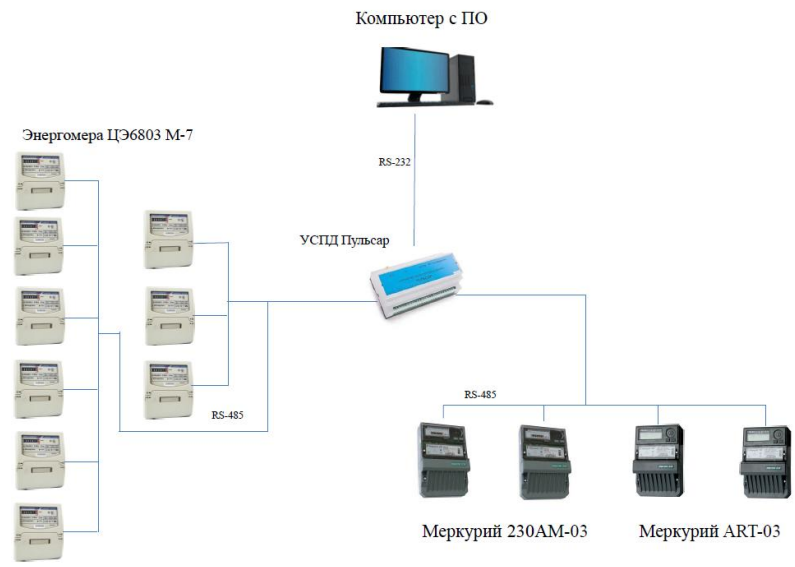 Компьютер с ПО
Энергомера ЦЭ6803 М-7
RS-232
УСПД Пульсар
RS-485
RS-485
Меркурий 230АМ-03
Меркурий ART-03